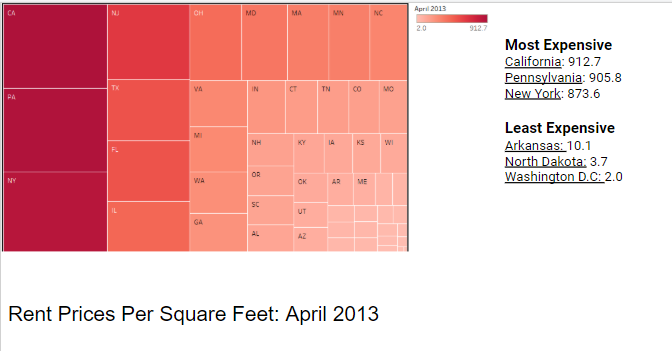 April 2013
2.0 912.7
CA NJ OH MD MA MN NC
PA TX VA IN CT TN CO MO
NY FL MI NH KY IA KS WI
IL WA OR OK AR ME
GA SC UT
AL AZ
Most Expensive
California: 912.7
Pennsylvania: 905.8
New York: 873.6
Least Expensive
Arkansas: 10.1
North Dakota: 3.7
Washington D.C: 2.0
Rent Prices Per Square Feet: April 2013